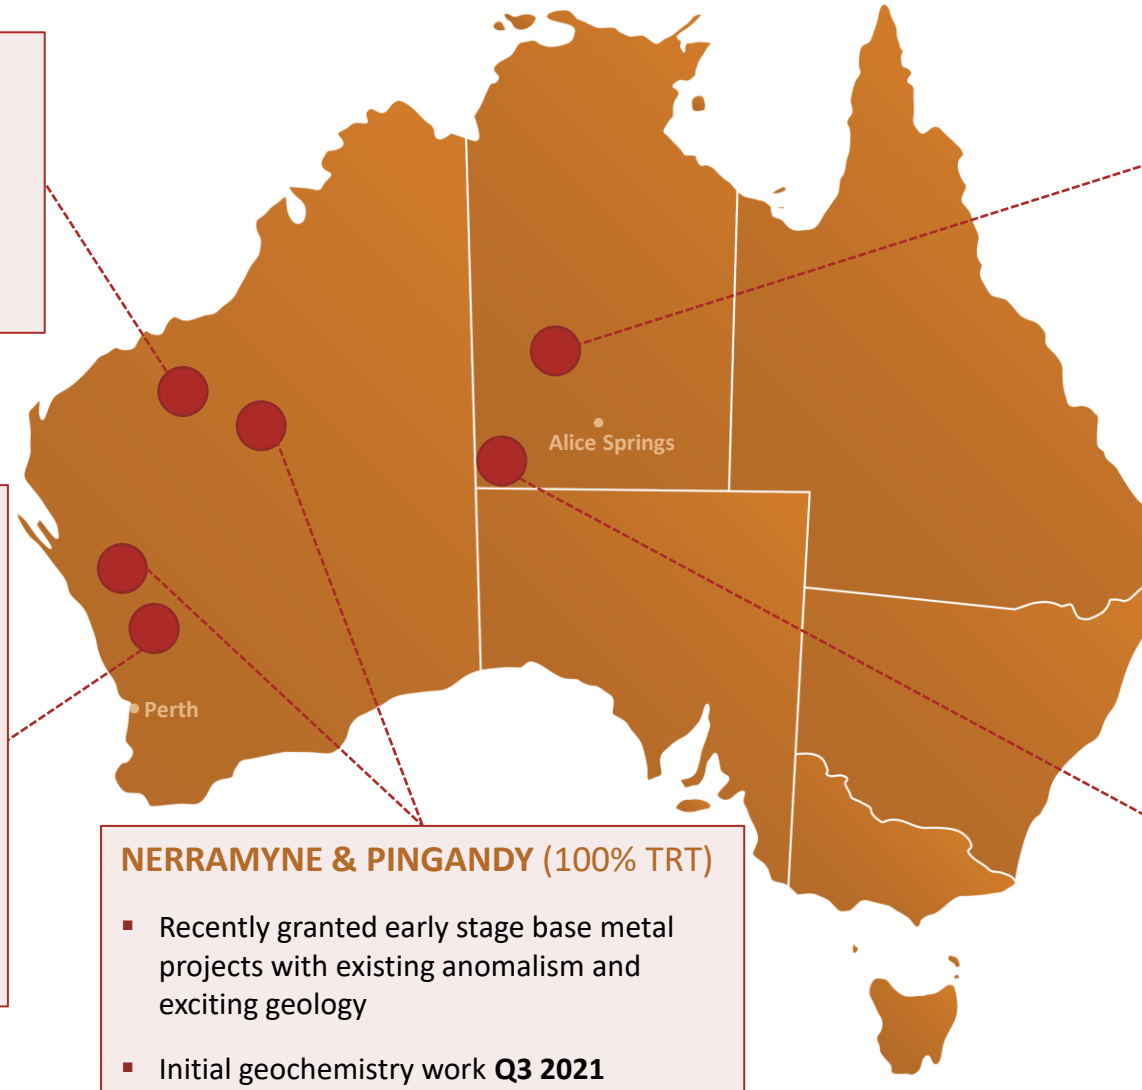 Alice Springs
Perth
NERRAMYNE & PINGANDY (100% TRT)
▪ Recently granted early stage base metal
projects with existing anomalism and
exciting geology
▪ Initial geochemistry work Q3 2021